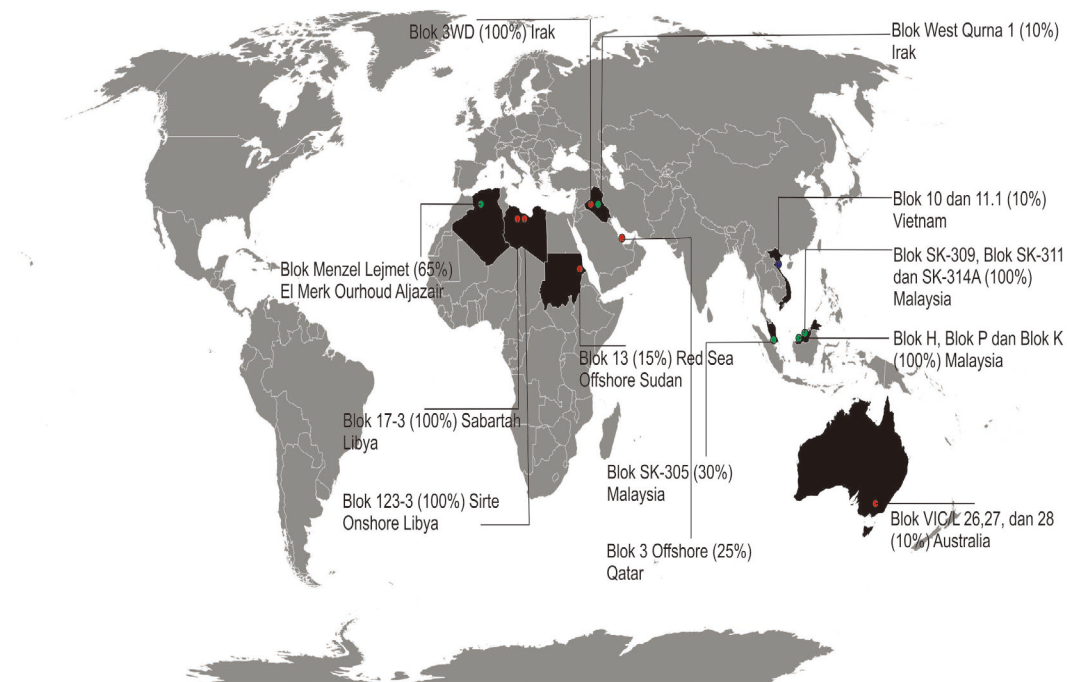 Blok 3WD (100%) Irak
Blok West Qurna 1 (10%)
Irak
Blok 10 dan 11.1 (10%)
Vietnam
Blok SK-309, Blok SK-311
dan SK-314A (100%)
Malaysia
Blok Menzel Lejmet (65%)
El Merk Ourhoud Aljazair
Blok H, Blok P dan Blok K
(100%) Malaysia
Blok 13 (15%) Red Sea
Offshore Sudan
Blok 17-3 (100%) Sabartah
Libya
Blok SK-305 (30%)
Malaysia
Blok 123-3 (100%) Sirte
Onshore Libya
Blok VIC/L 26,27, dan 28
(10%) Australia
Blok 3 Offshore (25%)
Qatar